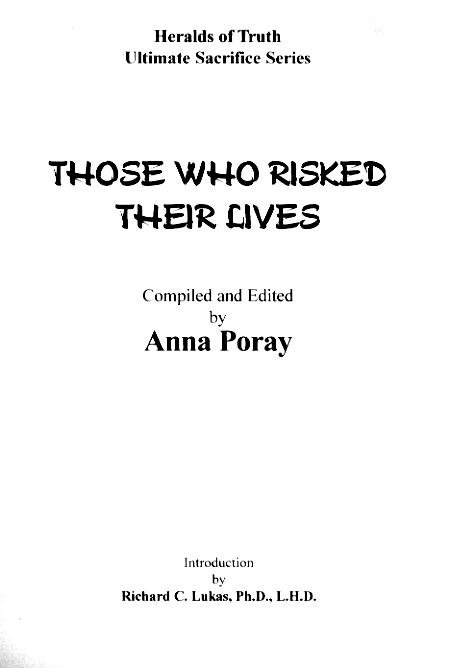 Heralds of Truth
Ultimate Sacrifice Series
THOSE WHO RISKED
THEIR LIVES
Compiled and Edited
by
Anna Poray
Introduction
by
Richard C. Lukas, Ph.D., L.H.D.